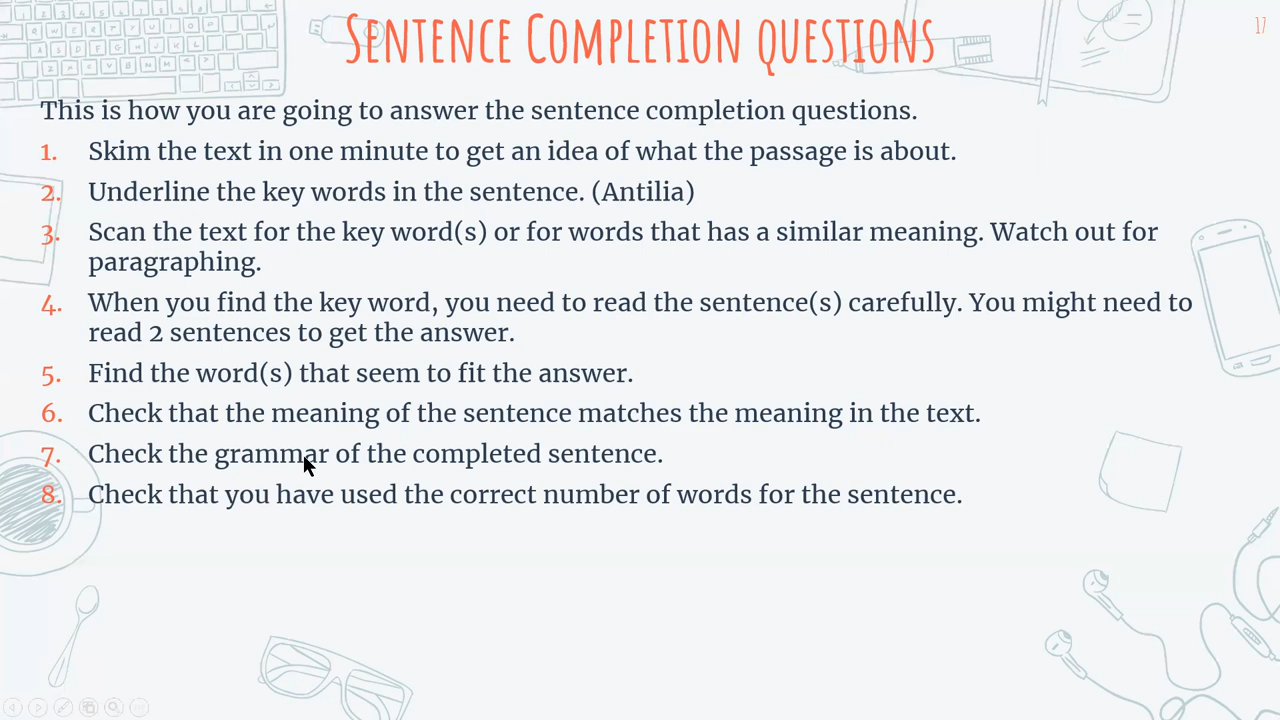 SENTENCE COMPLETION QUESTIONS
17
This is how you are going to answer the sentence completion questions.
1. Skim the text in one minute to get an idea of what the passage is about.
2. Underline the key words in the sentence. (Antilia)
3. Scan the text for the key word(s) or for words that has a similar meaning. Watch out for
paragraphing.
4. When you find the key word, you need to read the sentence(s) carefully. You might need to
read 2 sentences to get the answer.
5. Find the word(s) that seem to fit the answer.
6. Check that the meaning of the sentence matches the meaning in the text.
7. Check the grammar of the completed sentence.
8. Check that you have used the correct number of words for the sentence.